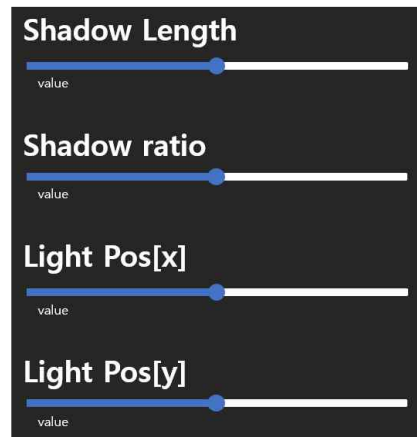 Shadow Length
value
Shadow ratio
value
Light Pos[x]
value
Light Pos[y]
value